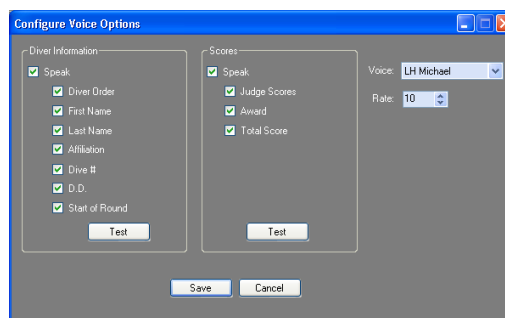 Configure Voice Options
Diver Information
Speak
Diver Order
First Name
Last Name
Affiliation
Dive #
D.D.
Start of Round
Test
Scores
Speak
Judge Scores
Award
Total Score
Test
Voice: LH Michael
Rate: 10
Save Cancel